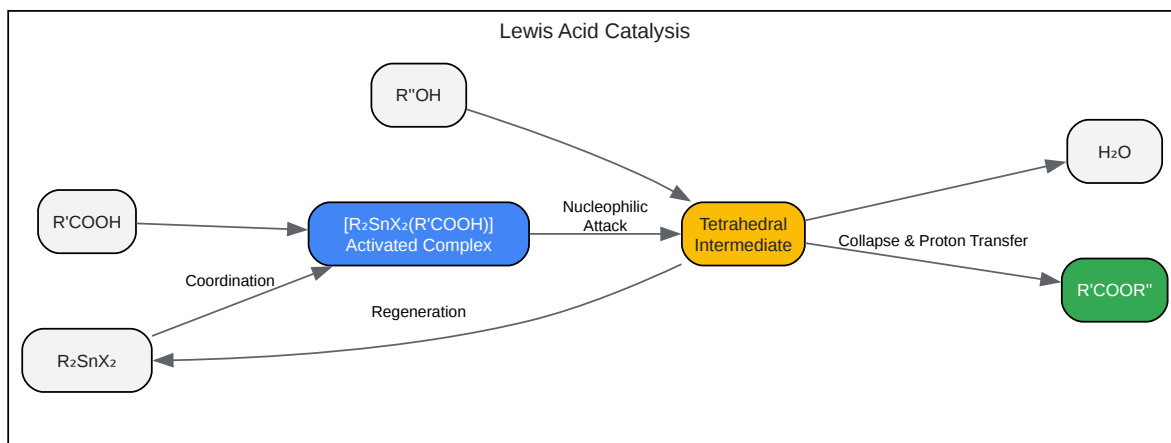 Lewis Acid Catalysis
R''OH
H₂O
R'COOH
[R₂SnX₂(R'COOH)]
Activated Complex
Nucleophilic
Attack
Tetrahedral
Intermediate
Collapse & Proton Transfer
R'COOR''
Coordination
Regeneration
R₂SnX₂